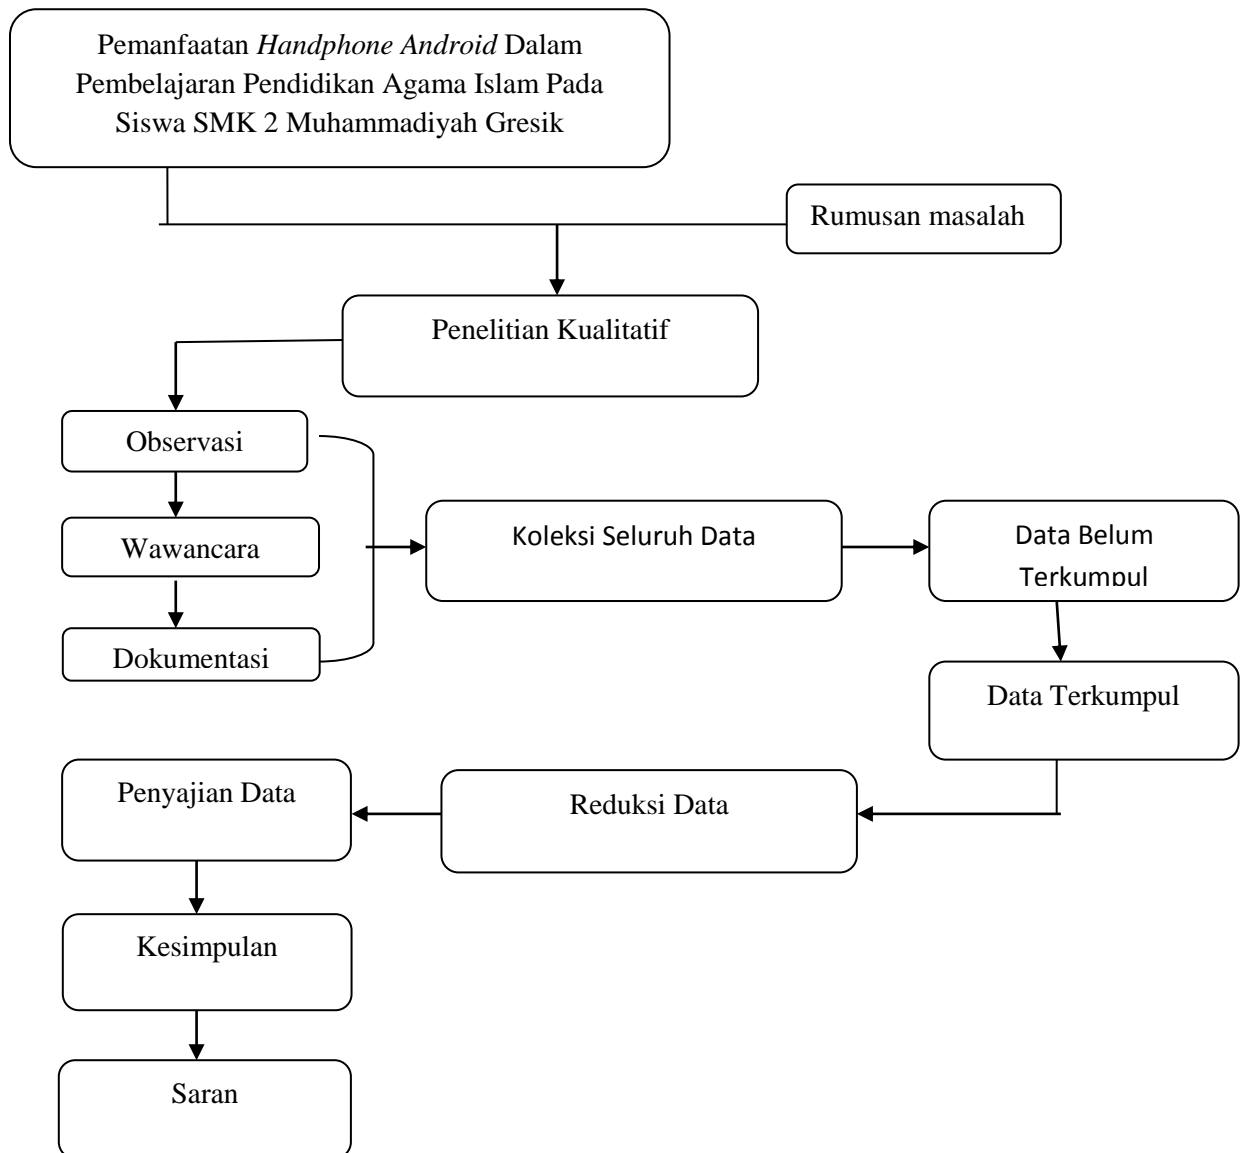 Pemanfaatan Handphone Android Dalam
Pembelajaran Pendidikan Agama Islam Pada
Siswa SMK 2 Muhammadiyah Gresik
Rumusan masalah
Penelitian Kualitatif
Observasi
Wawancara
Dokumentasi
Koleksi Seluruh Data
Data Belum
Terkumpul
Data Terkumpul
Reduksi Data
Penyajian Data
Kesimpulan
Saran